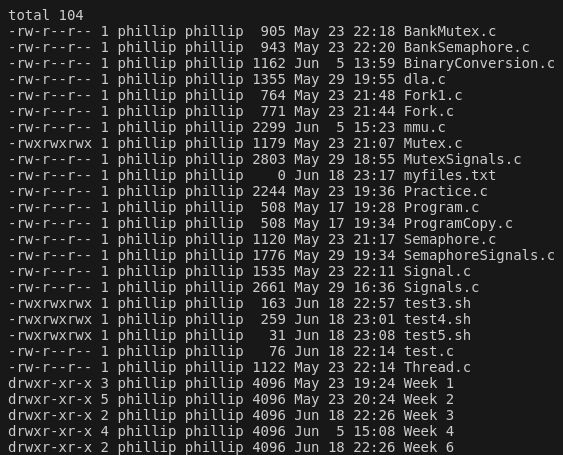 total 104
-rw-r--r-- 1 phillip phillip  905 May 23 22:18 BankMutex.c
-rw-r--r-- 1 phillip phillip  943 May 23 22:20 BankSemaphore.c
-rw-r--r-- 1 phillip phillip 1162 Jun  5 13:59 BinaryConversion.c
-rw-r--r-- 1 phillip phillip 1355 May 29 19:55 dla.c
-rw-r--r-- 1 phillip phillip  764 May 23 21:48 Fork1.c
-rw-r--r-- 1 phillip phillip  771 May 23 21:44 Fork.c
-rw-r--r-- 1 phillip phillip 2299 Jun  5 15:23 mmu.c
-rwxrwxrwx 1 phillip phillip 1179 May 23 21:07 Mutex.c
-rw-r--r-- 1 phillip phillip 2803 May 29 18:55 MutexSignals.c
-rw-r--r-- 1 phillip phillip    0 Jun 18 23:17 myfiles.txt
-rw-r--r-- 1 phillip phillip 2244 May 23 19:36 Practice.c
-rw-r--r-- 1 phillip phillip  508 May 17 19:28 Program.c
-rw-r--r-- 1 phillip phillip  508 May 17 19:34 ProgramCopy.c
-rw-r--r-- 1 phillip phillip 1120 May 23 21:17 Semaphore.c
-rw-r--r-- 1 phillip phillip 1776 May 29 19:34 SemaphoreSignals.c
-rw-r--r-- 1 phillip phillip 1535 May 23 22:11 Signal.c
-rw-r--r-- 1 phillip phillip 2661 May 29 16:36 Signals.c
-rwxrwxrwx 1 phillip phillip  163 Jun 18 22:57 test3.sh
-rwxrwxrwx 1 phillip phillip  259 Jun 18 23:01 test4.sh
-rwxrwxrwx 1 phillip phillip   31 Jun 18 23:08 test5.sh
-rw-r--r-- 1 phillip phillip   76 Jun 18 22:14 test.c
-rw-r--r-- 1 phillip phillip 1122 May 23 22:14 Thread.c
drwxr-xr-x 3 phillip phillip 4096 May 23 19:24 Week 1
drwxr-xr-x 5 phillip phillip 4096 May 23 20:24 Week 2
drwxr-xr-x 2 phillip phillip 4096 Jun 18 22:26 Week 3
drwxr-xr-x 4 phillip phillip 4096 Jun  5 15:08 Week 4
drwxr-xr-x 2 phillip phillip 4096 Jun 18 22:26 Week 6